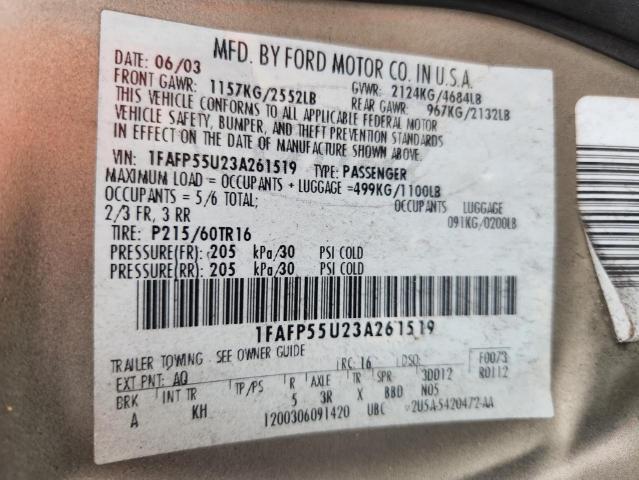 MFD. BY FORD MOTOR CO. IN U.S.A.
DATE: 06/03 GVWR: 2124KG/4684LB
FRONT GAWR: 1157KG/2552LB REAR GAWR: 967KG/2132LB
THIS VEHICLE CONFORMS TO ALL APPLICABLE FEDERAL MOTOR
VEHICLE SAFETY, BUMPER, AND THEFT PREVENTION STANDARDS
IN EFFECT ON THE DATE OF MANUFACTURE SHOWN ABOVE.
VIN: 1FAFP55U23A261519 TYPE: PASSENGER
MAXIMUM LOAD = OCCUPANTS + LUGGAGE =499KG/1100LB
OCCUPANTS = 5/6 TOTAL; OCCUPANTS LUGGAGE
2/3 FR, 3 RR 091KG/0200LB
TIRE: P215/60TR16
PRESSURE(FR) :205 kPa/30 PSI COLD
PRESSURE(RR) :205 kPa/30 PSI COLD
1FAFP55U23A261519
TRAILER TOWING - SEE OWNER GUIDE
RC: 16 DSO: F0073
EXT PNT: AQ 3DD12 R0112
BRK INT TR TP/PS R AXLE TR SPR N05
A KH 5 3R X BBD
1200306091420 UBC 2U5A-5420472-AA